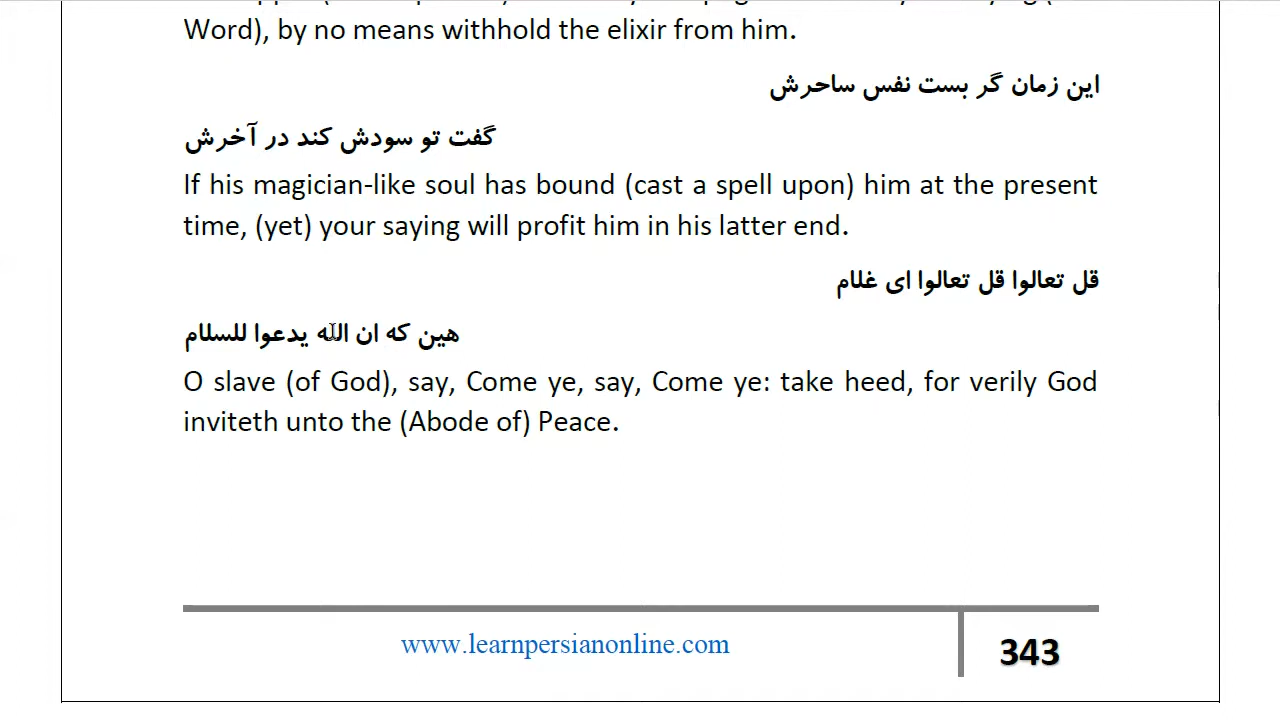 Word), by no means withhold the elixir from him.
این زمان گر بست نفس ساحرش
گفت تو سودش کند در آخرش
If his magician-like soul has bound (cast a spell upon) him at the present
time, (yet) your saying will profit him in his latter end.
قل تعالوا قل تعالوا ای غلام
هین که ان الله یدعوا للسلام
O slave (of God), say, Come ye, say, Come ye: take heed, for verily God
inviteth unto the (Abode of) Peace.
www.learnpersianonline.com
343